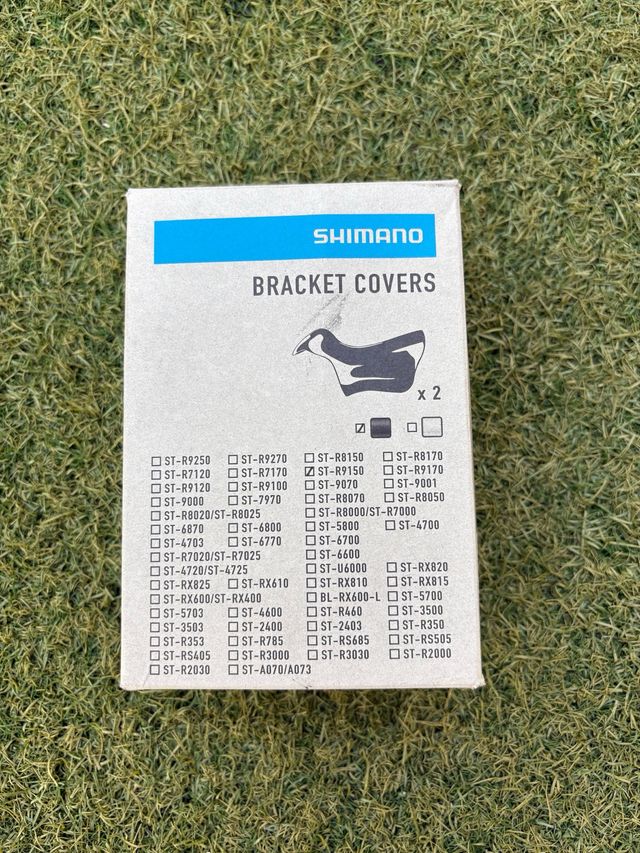 SHIMANO
BRACKET COVERS
x 2
ST-R9250 ST-R9270 ST-R8150 ST-R8170
ST-R7120 ST-R7170 ST-R9150 ST-R9170
ST-R9120 ST-R9100 ST-9070 ST-9001
ST-9000 ST-7970 ST-R8070 ST-R8050
ST-R8020/ST-R8025 ST-R8000/ST-R7000
ST-6870 ST-6800 ST-5800 ST-4700
ST-4703 ST-6770 ST-6700
ST-R7020/ST-R7025 ST-6600
ST-4720/ST-4725 ST-U6000 ST-RX820
ST-RX825 ST-RX610 ST-RX810 ST-RX815
ST-RX600/ST-RX400 BL-RX600-L ST-5700
ST-5703 ST-4600 ST-R460 ST-3500
ST-3503 ST-2400 ST-2403 ST-R350
ST-R353 ST-R785 ST-RS685 ST-RS505
ST-RS405 ST-R3000 ST-R3030 ST-R2000
ST-R2030 ST-A070/A073